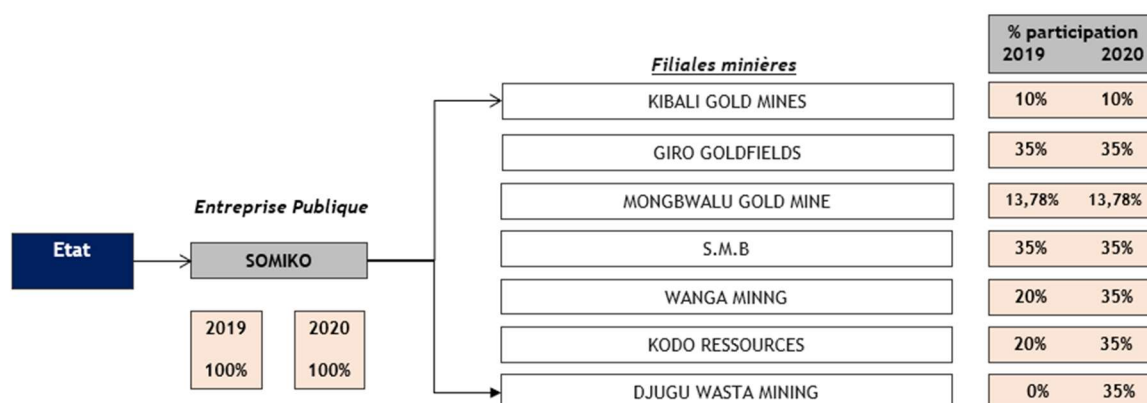 % participation
2019 2020
Filiales minières
KIBALI GOLD MINES 10% 10%
GIRO GOLDFIELDS 35% 35%
MONGBWALU GOLD MINE 13,78% 13,78%
Entreprise Publique
Etat
SOMIKO
S.M.B 35% 35%
WANGA MINNG 20% 35%
2019 2020
100% 100%
KODO RESSOURCES 20% 35%
DJUGU WASTA MINING 0% 35%